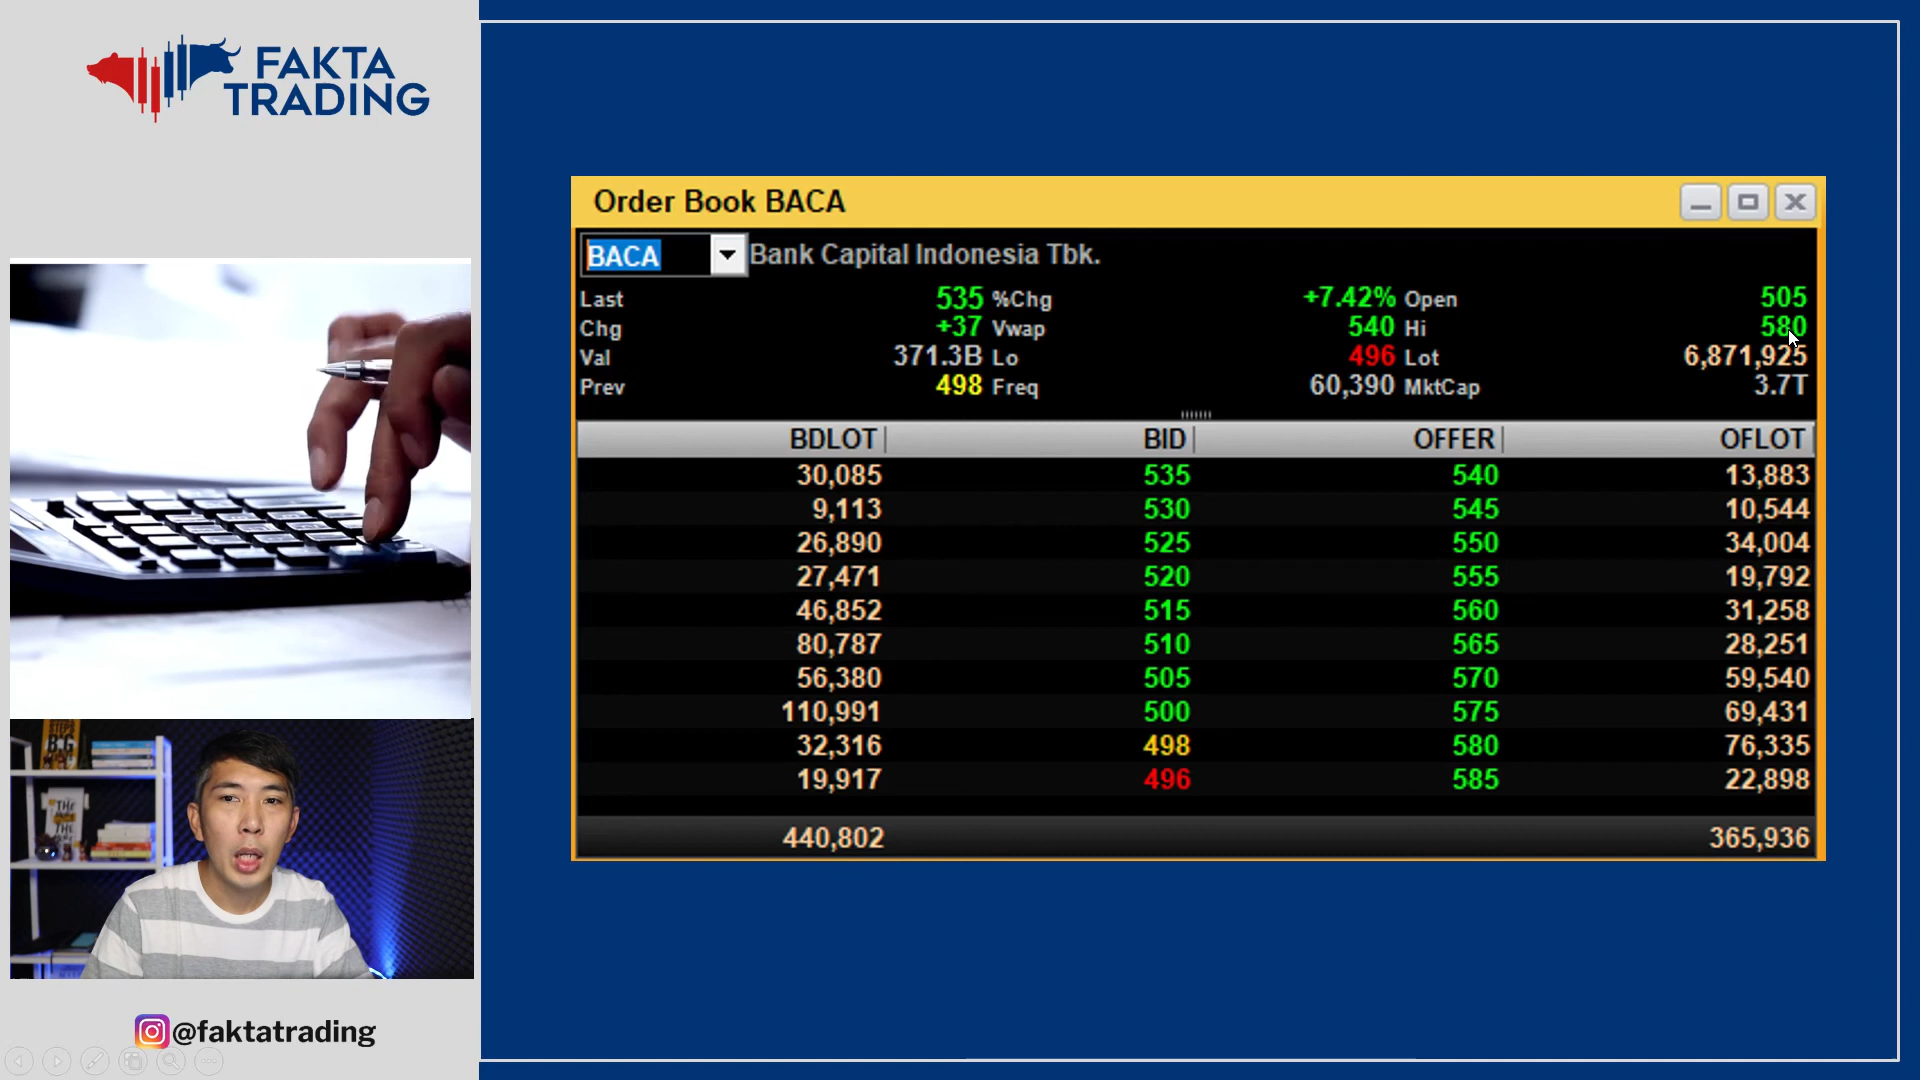 FAKTA
TRADING
Order Book BACA
BACA Bank Capital Indonesia Tbk.
Last 535 %Chg +7.42% Open 505
Chg +37 Vwap 540 Hi 580
Val 371.3B Lo 496 Lot 6,871,925
Prev 498 Freq 60,390 MktCap 3.7T
BDLOT BID OFFER OFLOT
30,085 535 540 13,883
9,113 530 545 10,544
26,890 525 550 34,004
27,471 520 555 19,792
46,852 515 560 31,258
80,787 510 565 28,251
56,380 505 570 59,540
110,991 500 575 69,431
32,316 498 580 76,335
19,917 496 585 22,898
440,802 365,936
B.G
THE
THE
@faktatrading